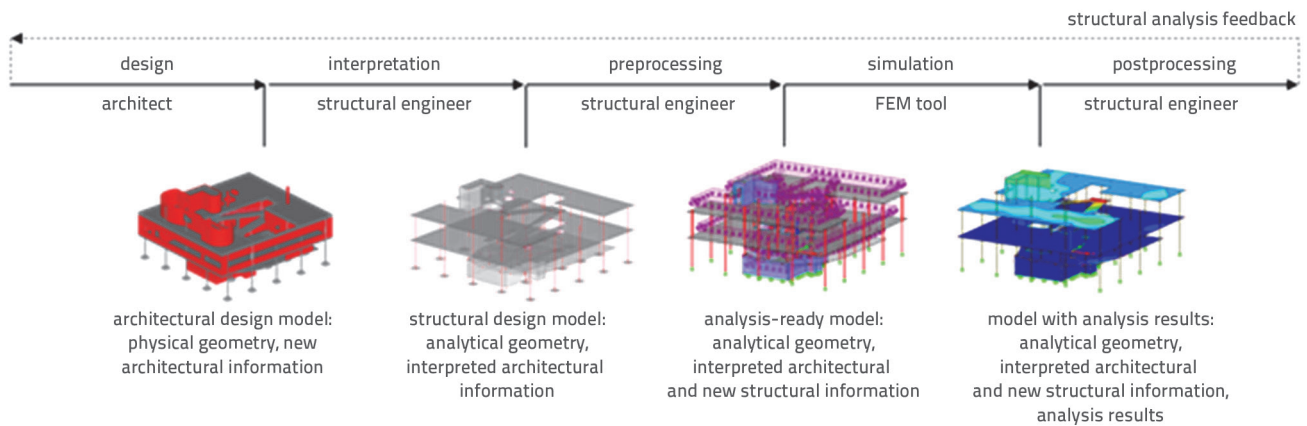 structural analysis feedback
design
interpretation
preprocessing
simulation
postprocessing
architect
structural engineer
structural engineer
FEM tool
structural engineer
architectural design model:
physical geometry, new
architectural information
structural design model:
analytical geometry,
interpreted architectural
information
analysis-ready model:
analytical geometry,
interpreted architectural
and new structural information
model with analysis results:
analytical geometry,
interpreted architectural
and new structural information,
analysis results